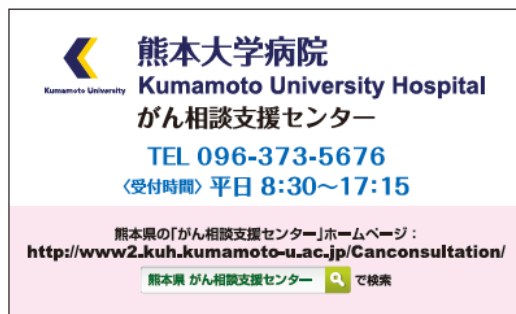 熊本大学病院
Kumamoto University
Kumamoto University Hospital
がん相談支援センター
TEL 096-373-5676
〈受付時間〉平日 8:30～17:15
熊本県の「がん相談支援センター」ホームページ：
http://www2.kuh.kumamoto-u.ac.jp/Canconsultation/
熊本県 がん相談支援センター で検索